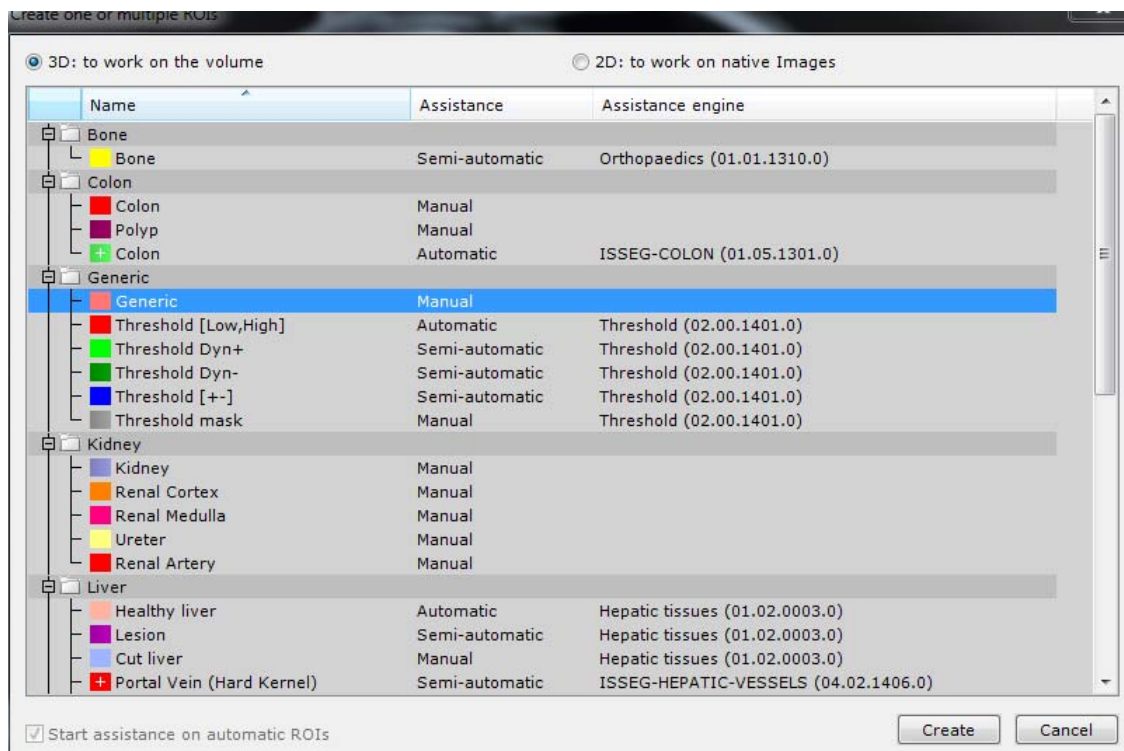 Create one or multiple ROIs
3D: to work on the volume 2D: to work on native Images
Name Assistance Assistance engine
Bone
Bone Semi-automatic Orthopaedics (01.01.1310.0)
Colon
Colon Manual
Polyp Manual
Colon Automatic ISSEG-COLON (01.05.1301.0)
Generic
Generic Manual
Threshold [Low,High] Automatic Threshold (02.00.1401.0)
Threshold Dyn+ Semi-automatic Threshold (02.00.1401.0)
Threshold Dyn- Semi-automatic Threshold (02.00.1401.0)
Threshold [+-] Semi-automatic Threshold (02.00.1401.0)
Threshold mask Manual Threshold (02.00.1401.0)
Kidney
Kidney Manual
Renal Cortex Manual
Renal Medulla Manual
Ureter Manual
Renal Artery Manual
Liver
Healthy liver Automatic Hepatic tissues (01.02.0003.0)
Lesion Semi-automatic Hepatic tissues (01.02.0003.0)
Cut liver Manual Hepatic tissues (01.02.0003.0)
Portal Vein (Hard Kernel) Semi-automatic ISSEG-HEPATIC-VESSELS (04.02.1406.0)
Start assistance on automatic ROIs Create Cancel